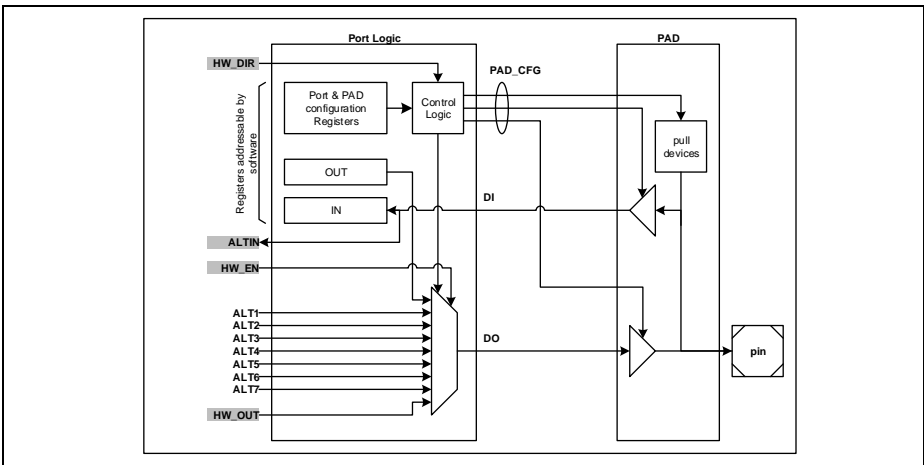 Port Logic
PAD
HW_DIR
PAD_CFG
Port & PAD
configuration
Registers
Control
Logic
Registers addressable by
software
pull
devices
OUT
DI
IN
ALTIN
HW_EN
ALT1
ALT2
ALT3
ALT4
ALT5
ALT6
ALT7
DO
pin
HW_OUT